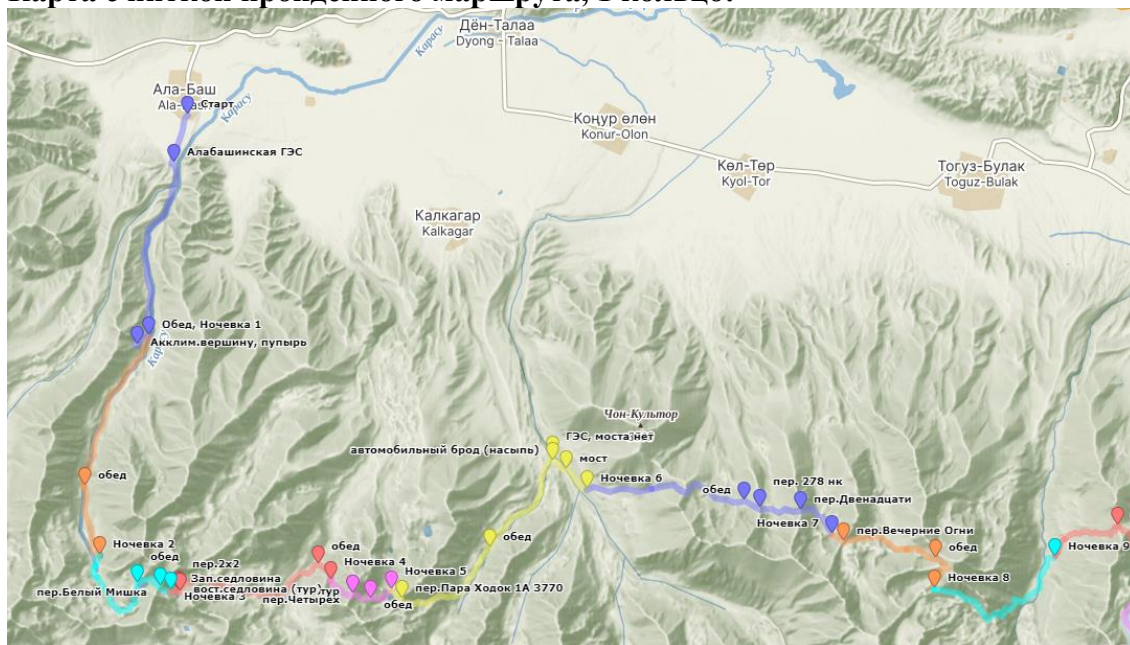 Карта с ниткой пройденного маршрута, 1 кольцо:
Дён-Талаа
Dyong - Talaa
Карасу
Ала-Баш
Старт
Карасу
Алабашинская ГЭС
Коңур өлөн
Konur-Olon
Көл-Төр
Kyol-Tor
Тогуз-Булак
Toguz-Bulak
Калкагар
Kalkagar
Обед, Ночевка 1
Акклим.вершину, пупырь
Чон-Культор
ГЭС, моста нет
автомобильный брод (насыпь)
мост
Ночевка 6
обед
пер. 278 нк
пер.Двенадцати
Ночевка 7
пер.Вечерние Огни
обед
Ночевка 8
Ночевка 9
обед
Ночевка 2
обед
пер.2х2
Зап.седловина
вост.седловина (тур)
пер.Белый Мишка
Ночевка 3
обед
Ночевка 4
тур
пер.Четырех
Ночевка 5
пер.Пара Ходок 1А 3770
обед
обед